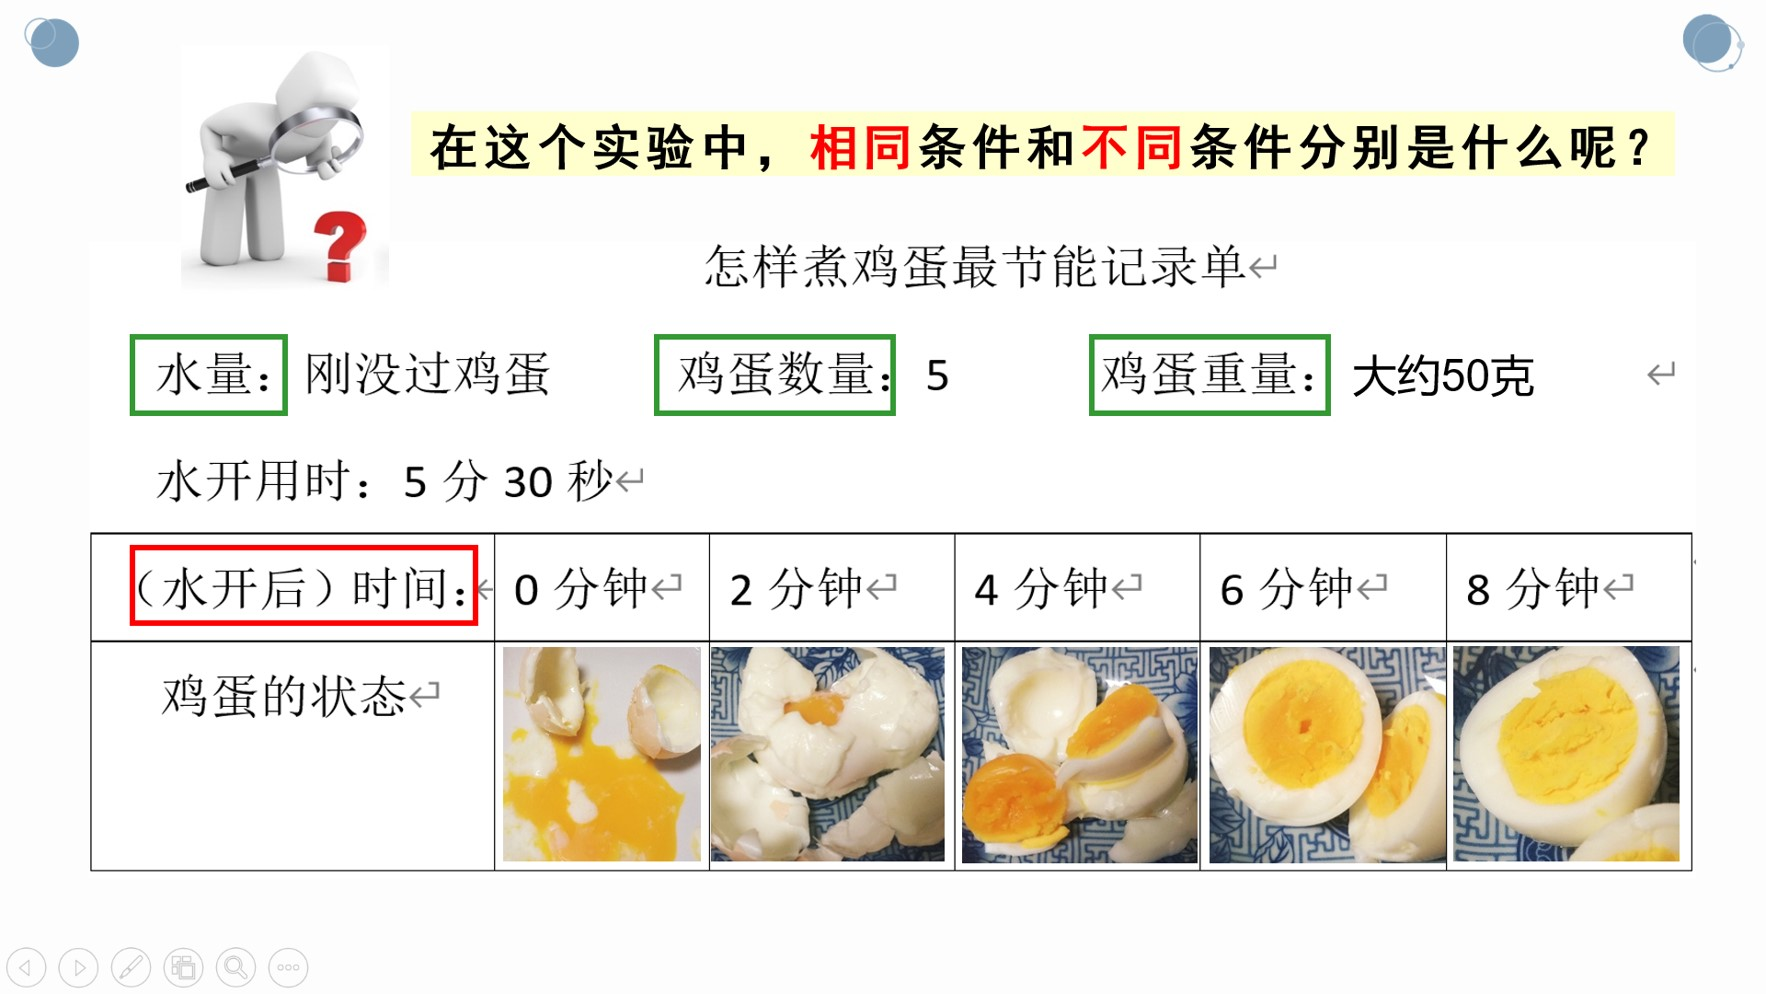 在这个实验中，相同条件和不同条件分别是什么呢？
怎样煮鸡蛋最节能记录单
水量：刚没过鸡蛋 鸡蛋数量：5 鸡蛋重量：大约50克
水开用时：5 分 30 秒
（水开后）时间： 0 分钟 2 分钟 4 分钟 6 分钟 8 分钟
鸡蛋的状态